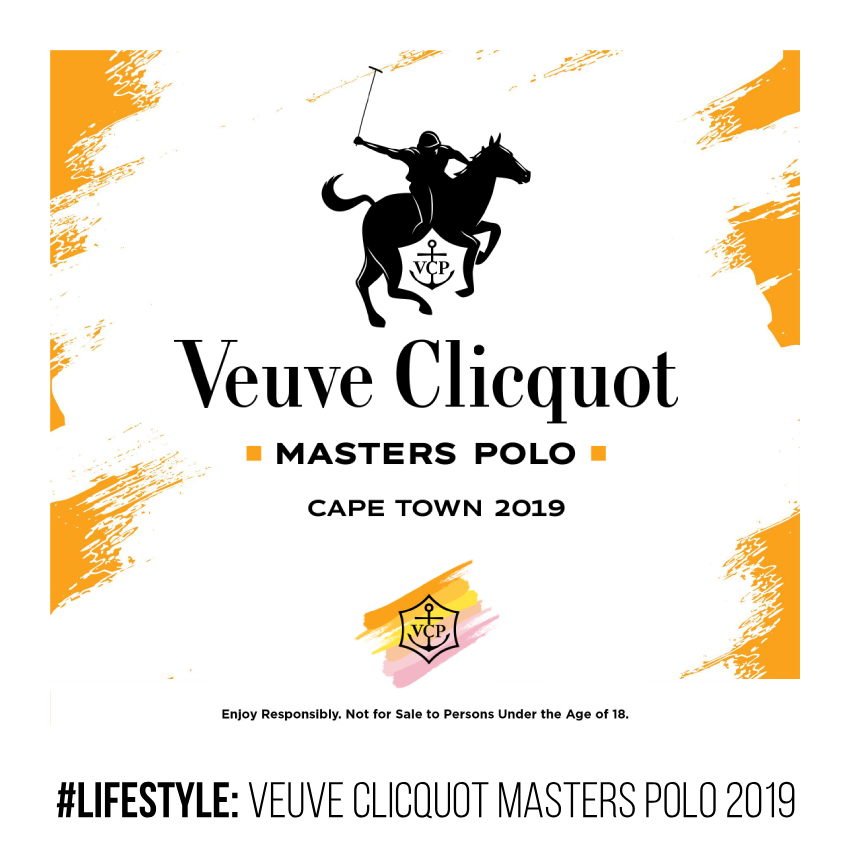 VCP
Veuve Clicquot
MASTERS POLO
CAPE TOWN 2019
VCP
Enjoy Responsibly. Not for Sale to Persons Under the Age of 18.
#LIFESTYLE: VEUVE CLICQUOT MASTERS POLO 2019